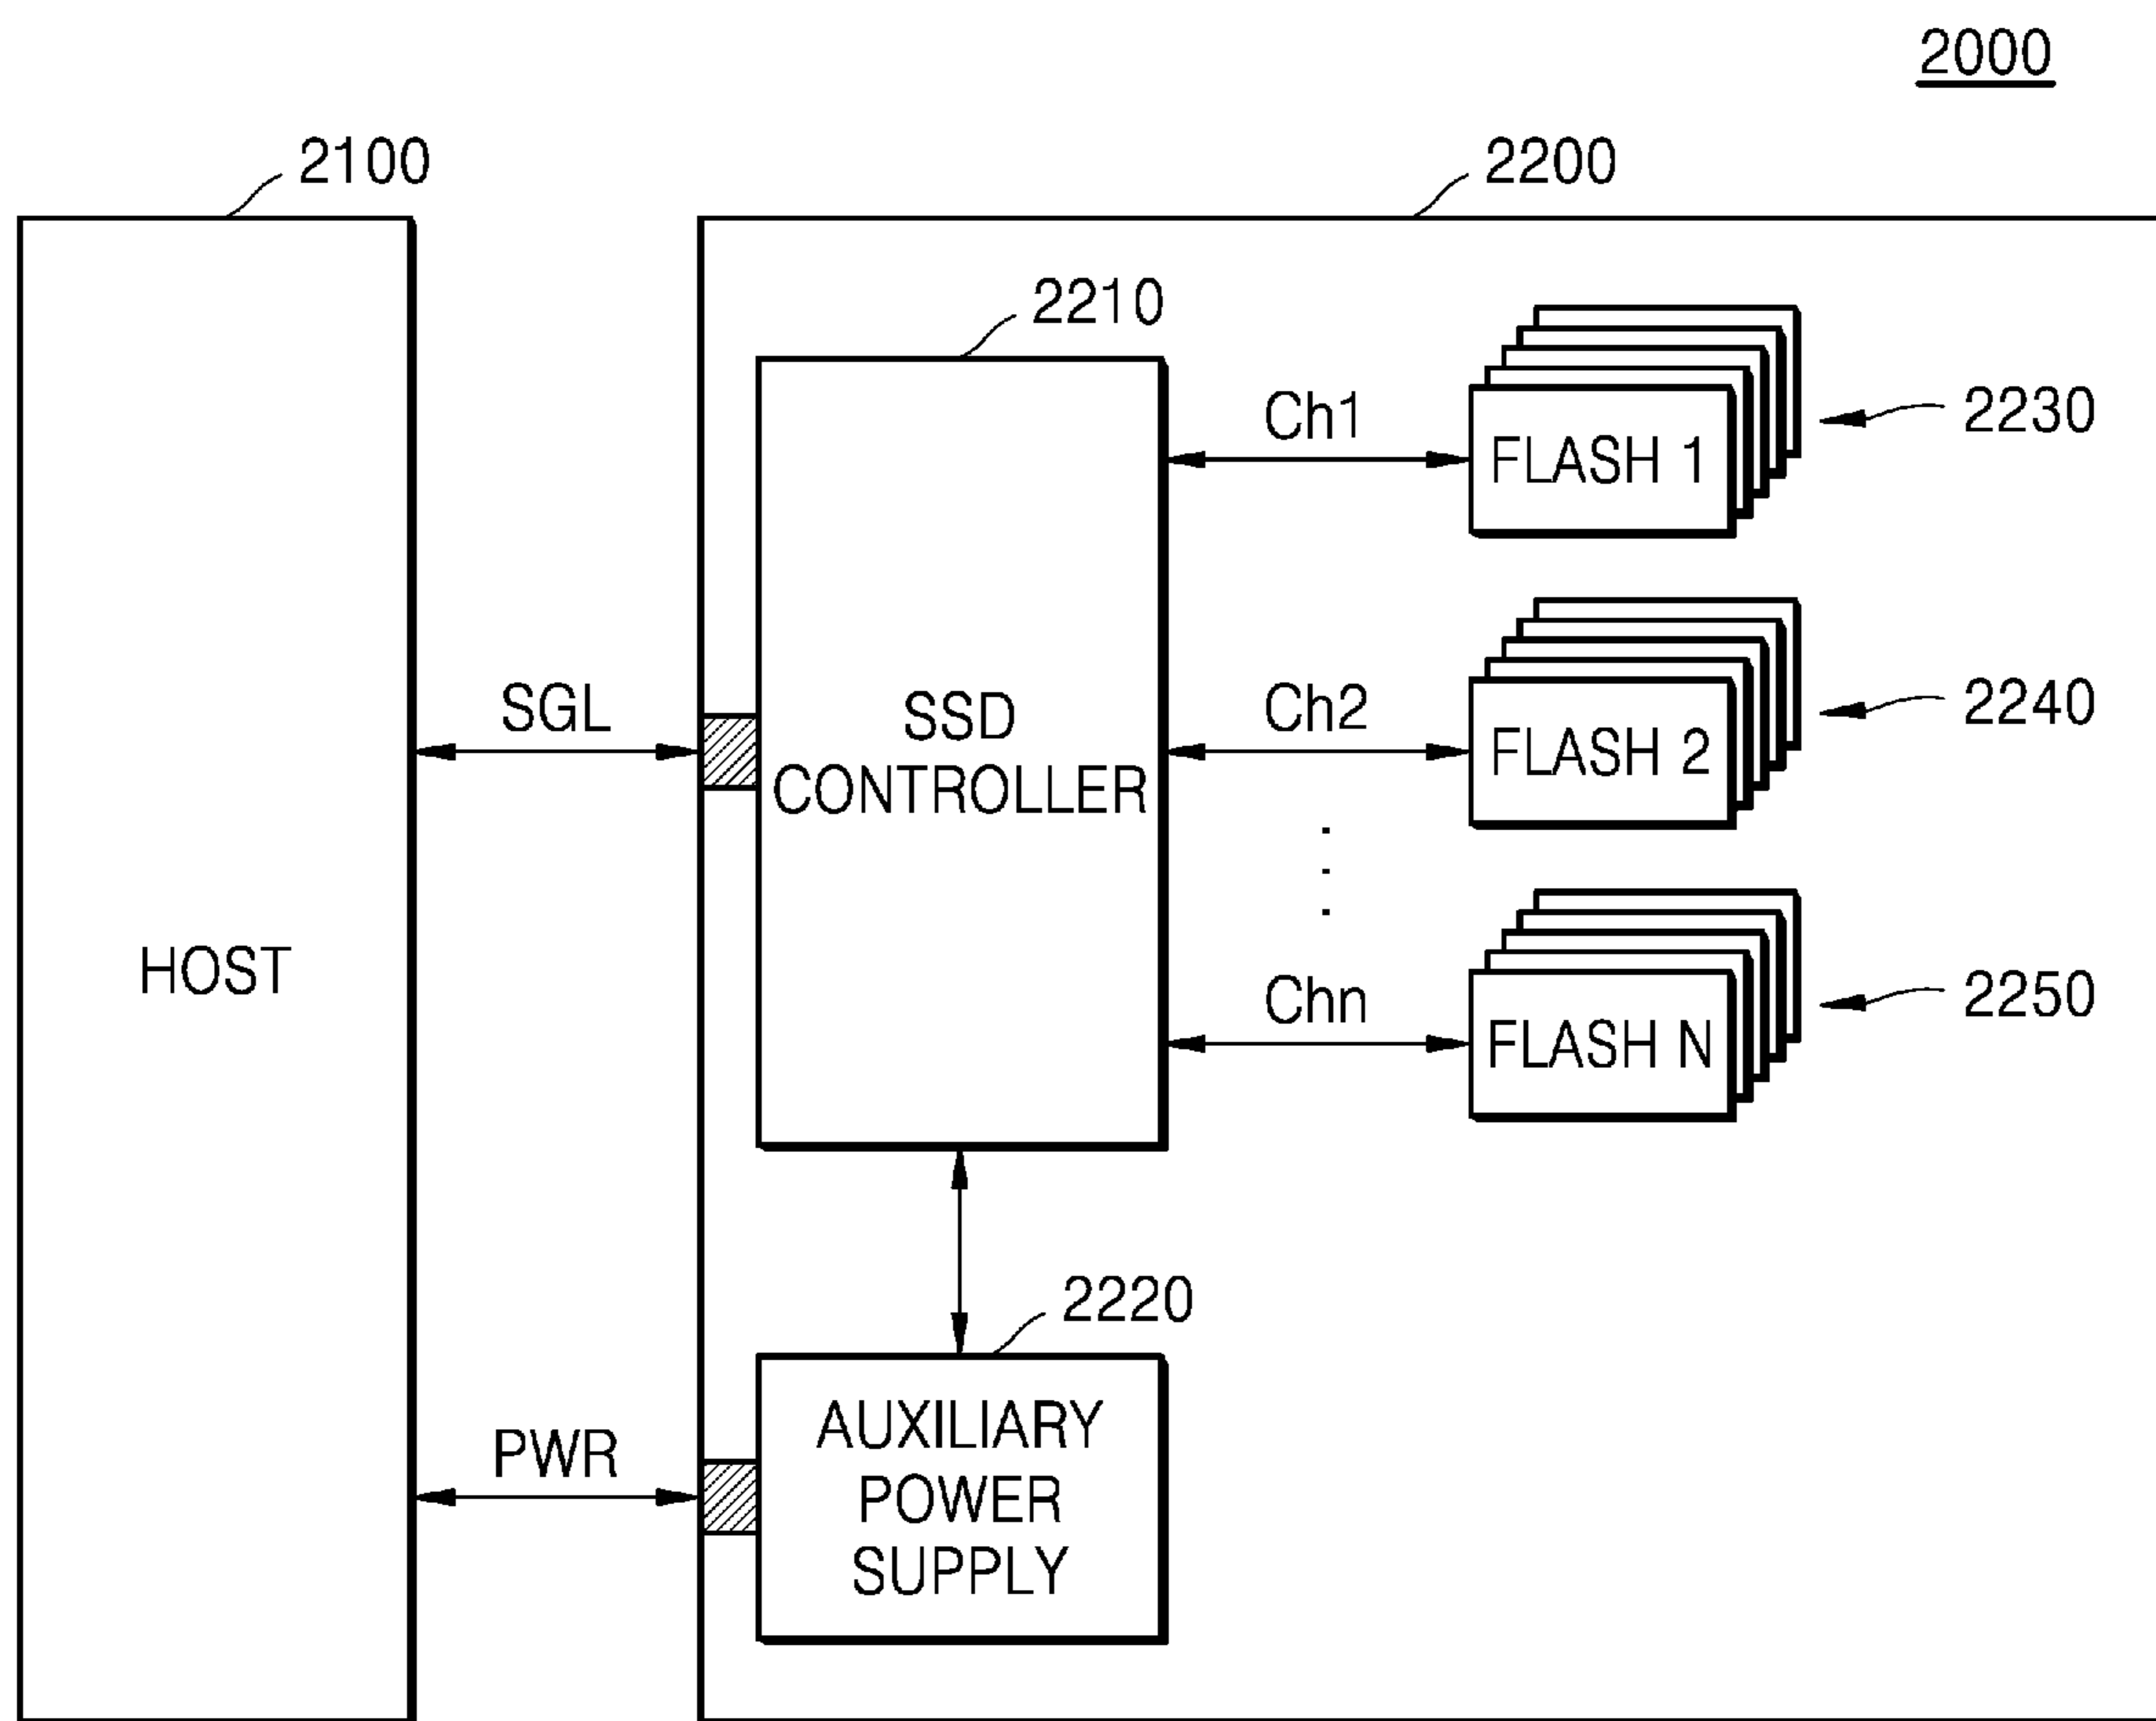 2000
2100
2200
2210
Ch1
FLASH 1
2230
SGL
SSD
CONTROLLER
Ch2
FLASH 2
2240
HOST
Chn
FLASH N
2250
2220
PWR
AUXILIARY
POWER
SUPPLY